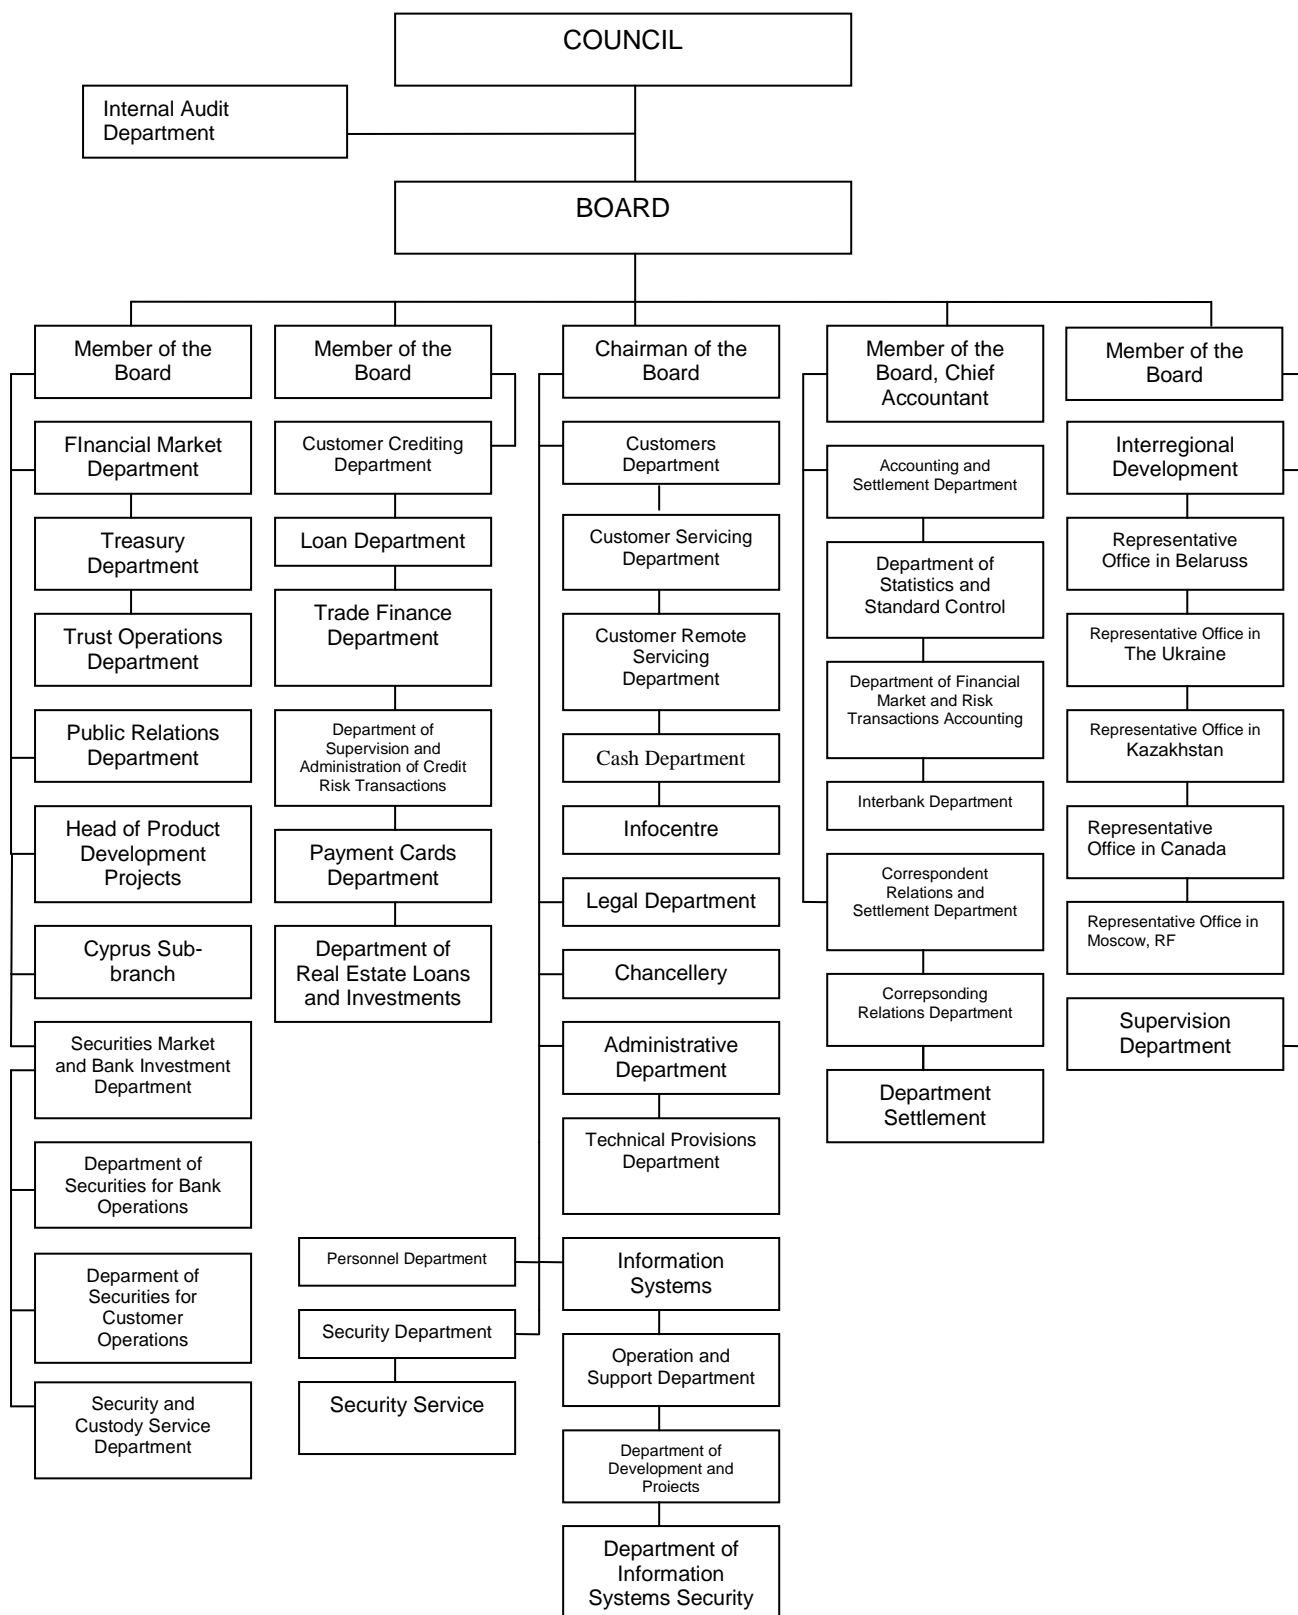 COUNCIL
Internal Audit
Department
BOARD
Member of the
Board
FInancial Market
Department
Treasury
Department
Trust Operations
Department
Public Relations
Department
Head of Product
Development
Projects
Cyprus Sub-
branch
Securities Market
and Bank Investment
Department
Department of
Securities for Bank
Operations
Deparment of
Securities for
Customer
Operations
Security and
Custody Service
Department
Member of the
Board
Customer Crediting
Department
Loan Department
Trade Finance
Department
Department of
Supervision and
Administration of Credit
Risk Transactions
Payment Cards
Department
Department of
Real Estate Loans
and Investments
Chairman of the
Board
Customers
Department
Customer Servicing
Department
Customer Remote
Servicing
Department
Cash Department
Infocentre
Legal Department
Chancellery
Administrative
Department
Technical Provisions
Department
Personnel Department
Security Department
Security Service
Information
Systems
Operation and
Support Department
Department of
Development and
Projects
Department of
Information
Systems Security
Member of the
Board, Chief
Accountant
Accounting and
Settlement Department
Department of
Statistics and
Standard Control
Department of Financial
Market and Risk
Transactions Accounting
Interbank Department
Correspondent
Relations and
Settlement Department
Correpsonding
Relations Department
Department
Settlement
Member of the
Board
Interregional
Development
Representative
Office in Belaruss
Representative Office in
The Ukraine
Representative Office in
Kazakhstan
Representative
Office in Canada
Representative Office in
Moscow, RF
Supervision
Department